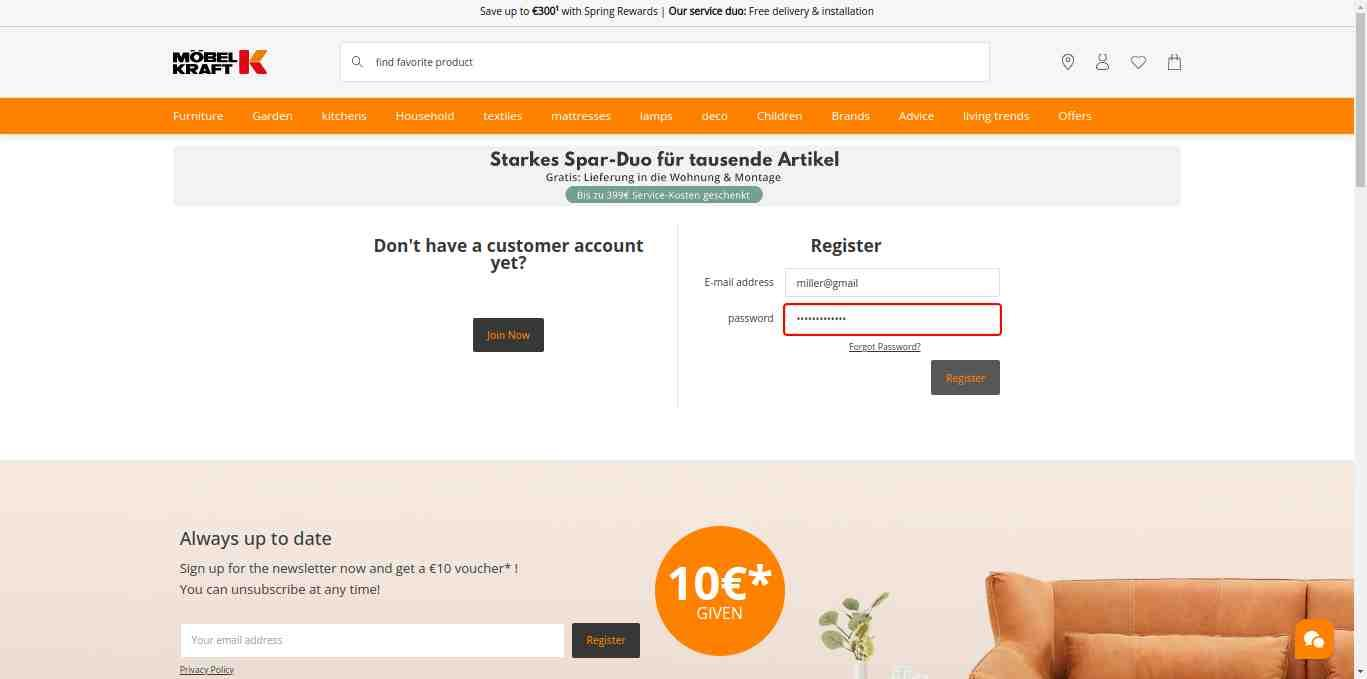 Save up to €300¹ with Spring Rewards | Our service duo: Free delivery & installation
MÖBEL
KRAFT
find favorite product
Furniture Garden kitchens Household textiles mattresses lamps deco Children Brands Advice living trends Offers
Starkes Spar-Duo für tausende Artikel
Gratis: Lieferung in die Wohnung & Montage
Bis zu 399€ Service-Kosten geschenkt
Don't have a customer account
yet?
Join Now
Register
E-mail address miller@gmail
password •••••••••••••
Forgot Password?
Register
Always up to date
Sign up for the newsletter now and get a €10 voucher* !
You can unsubscribe at any time!
Your email address Register
Privacy Policy
10€*
GIVEN